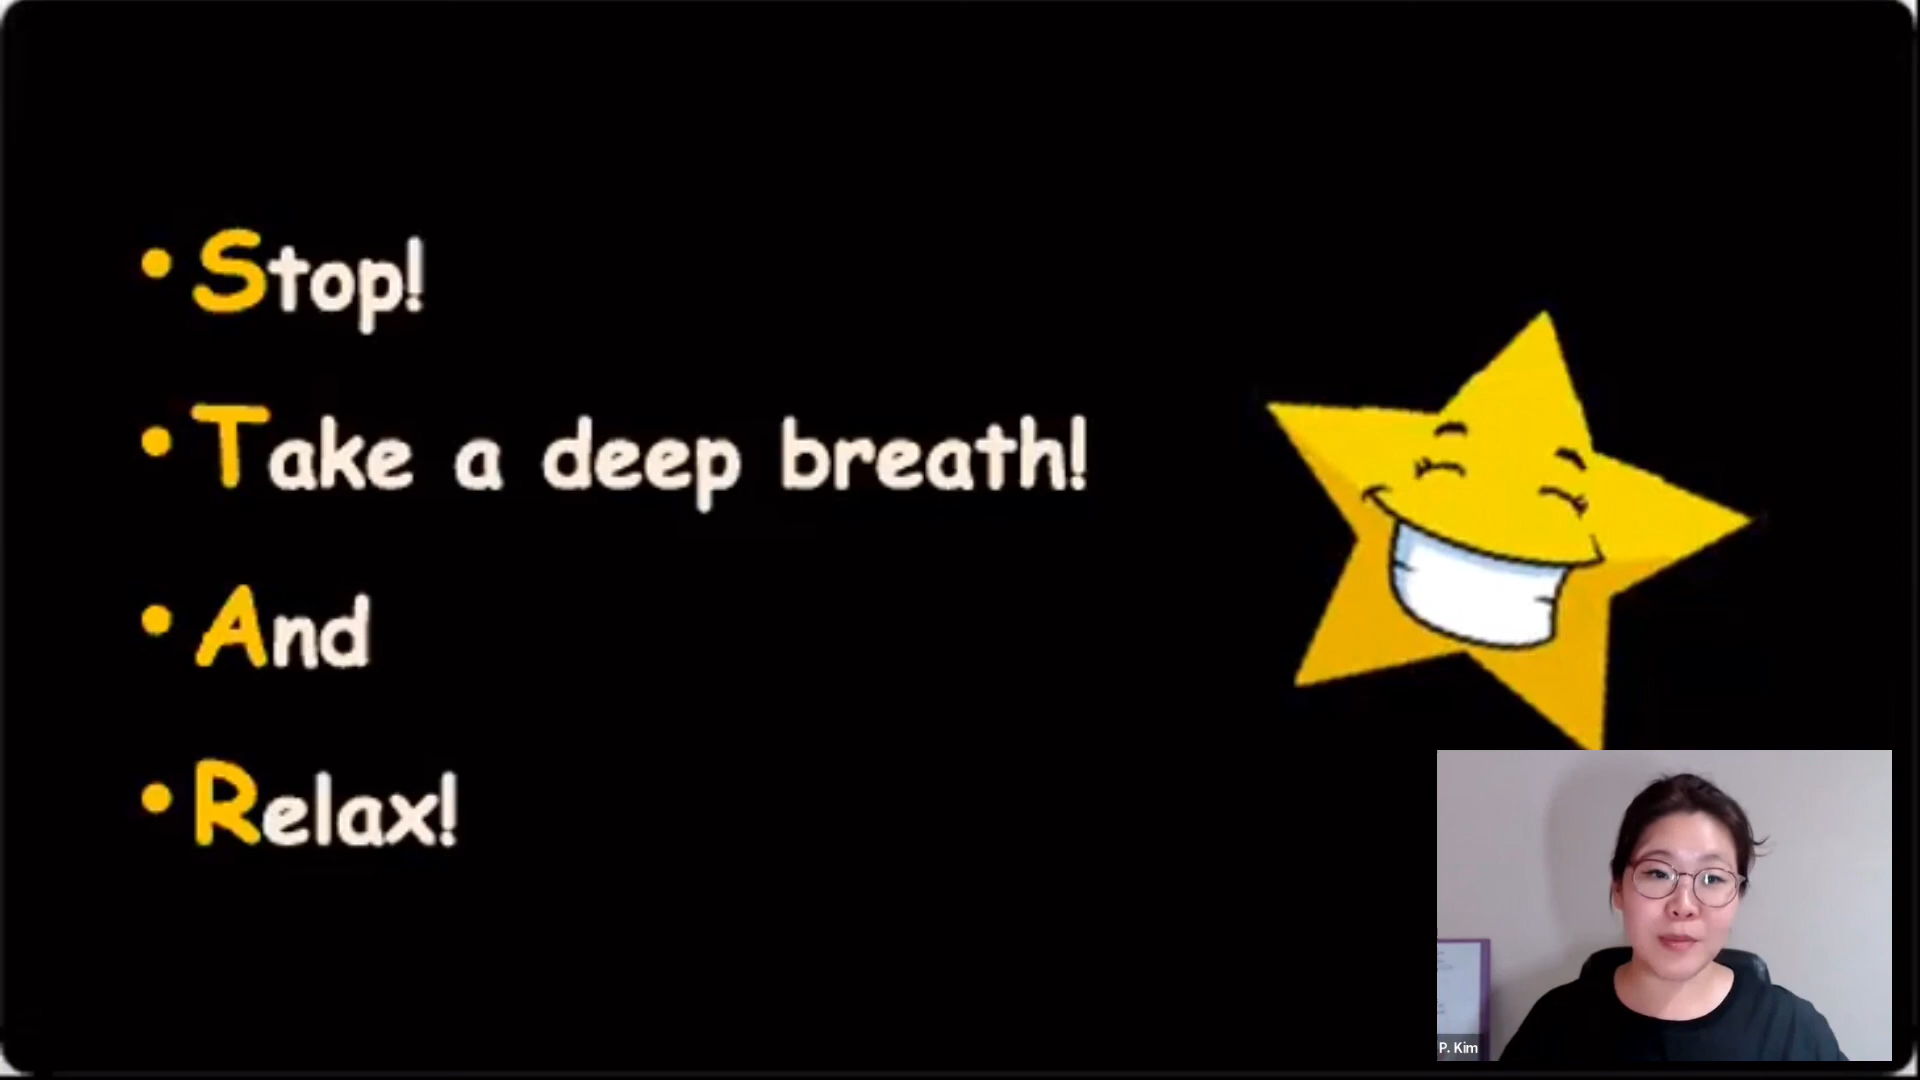 • Stop!
• Take a deep breath!
• And
• Relax!
P. Kim